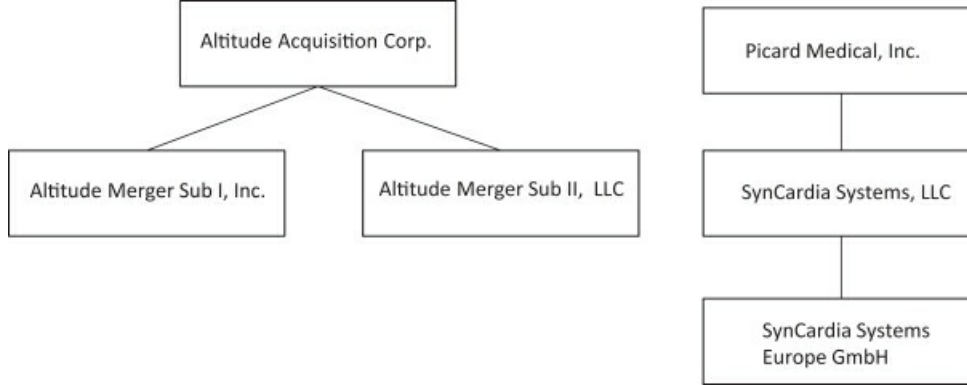 Altitude Acquisition Corp.
Picard Medical, Inc.
Altitude Merger Sub I, Inc.
Altitude Merger Sub II, LLC
SynCardia Systems, LLC
SynCardia Systems
Europe GmbH